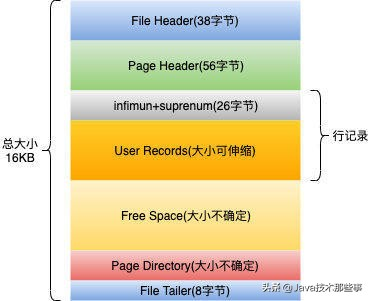 File Header(38字节)
Page Header(56字节)
infimun+suprenum(26字节)
User Records(大小可伸缩)
Free Space(大小不确定)
Page Directory(大小不确定)
File Tailer(8字节)
总大小
16KB
行记录
头条 @Java技术那些事